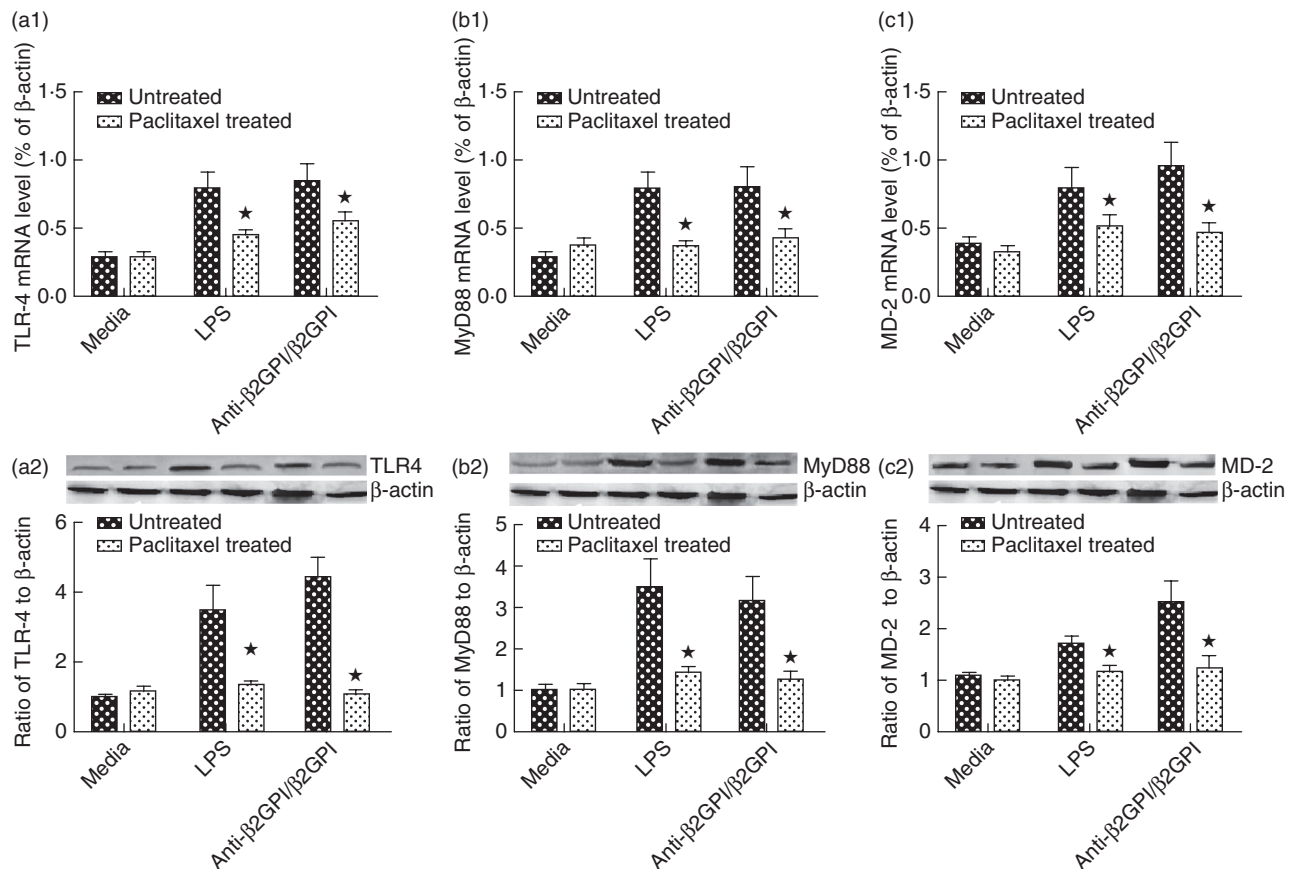 (a1)
TLR-4 mRNA level (% of β-actin)
1·5
1·0
0·5
0·0
Untreated
Paclitaxel treated
★
★
Media
LPS
Anti-β2GPI/β2GPI
(b1)
MyD88 mRNA level (% of β-actin)
1·5
1·0
0·5
0·0
Untreated
Paclitaxel treated
★
★
Media
LPS
Anti-β2GPI/β2GPI
(c1)
MD-2 mRNA level (% of β-actin)
1·5
1·0
0·5
0·0
Untreated
Paclitaxel treated
★
★
Media
LPS
Anti-β2GPI/β2GPI
(a2)
TLR4
β-actin
Ratio of TLR-4 to β-actin
6
4
2
0
Untreated
Paclitaxel treated
★
★
Media
LPS
Anti-β2GPI/β2GPI
(b2)
MyD88
β-actin
Ratio of MyD88 to β-actin
5
4
3
2
1
0
Untreated
Paclitaxel treated
★
★
Media
LPS
Anti-β2GPI/β2GPI
(c2)
MD-2
β-actin
Ratio of MD-2 to β-actin
4
3
2
1
0
Untreated
Paclitaxel treated
★
★
Media
LPS
Anti-β2GPI/β2GPI